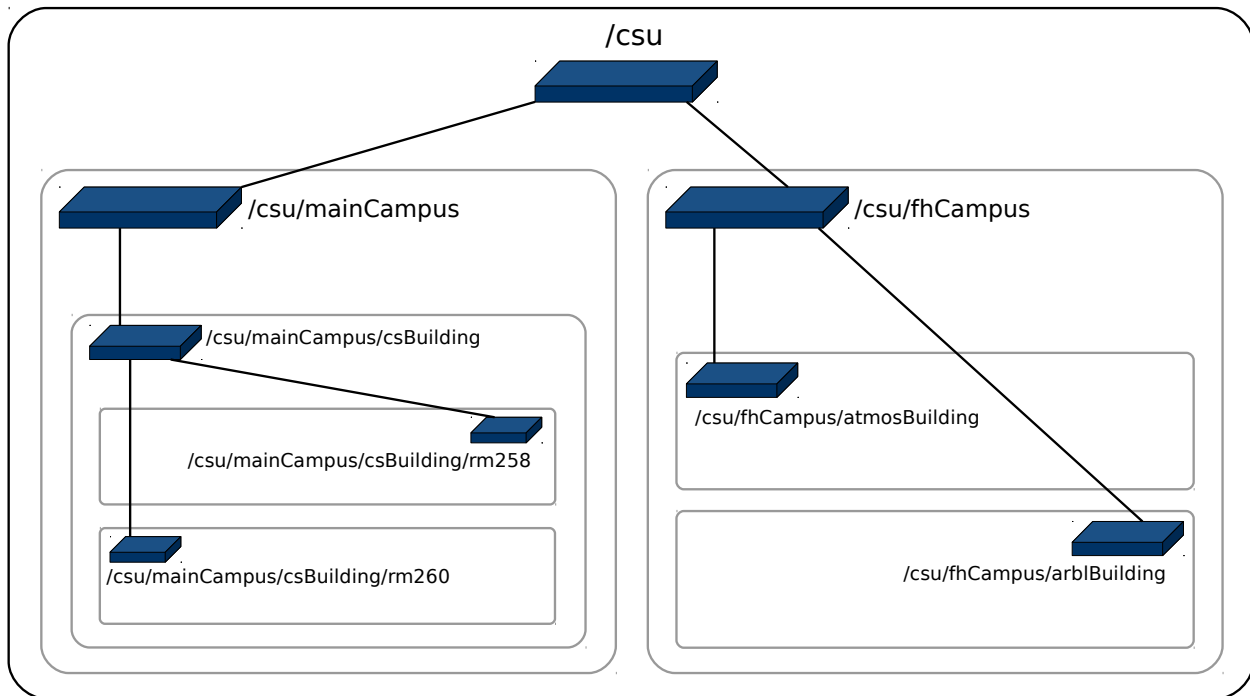 /csu
/csu/mainCampus
/csu/fhCampus
/csu/mainCampus/csBuilding
/csu/fhCampus/atmosBuilding
/csu/mainCampus/csBuilding/rm258
/csu/mainCampus/csBuilding/rm260
/csu/fhCampus/arblBuilding